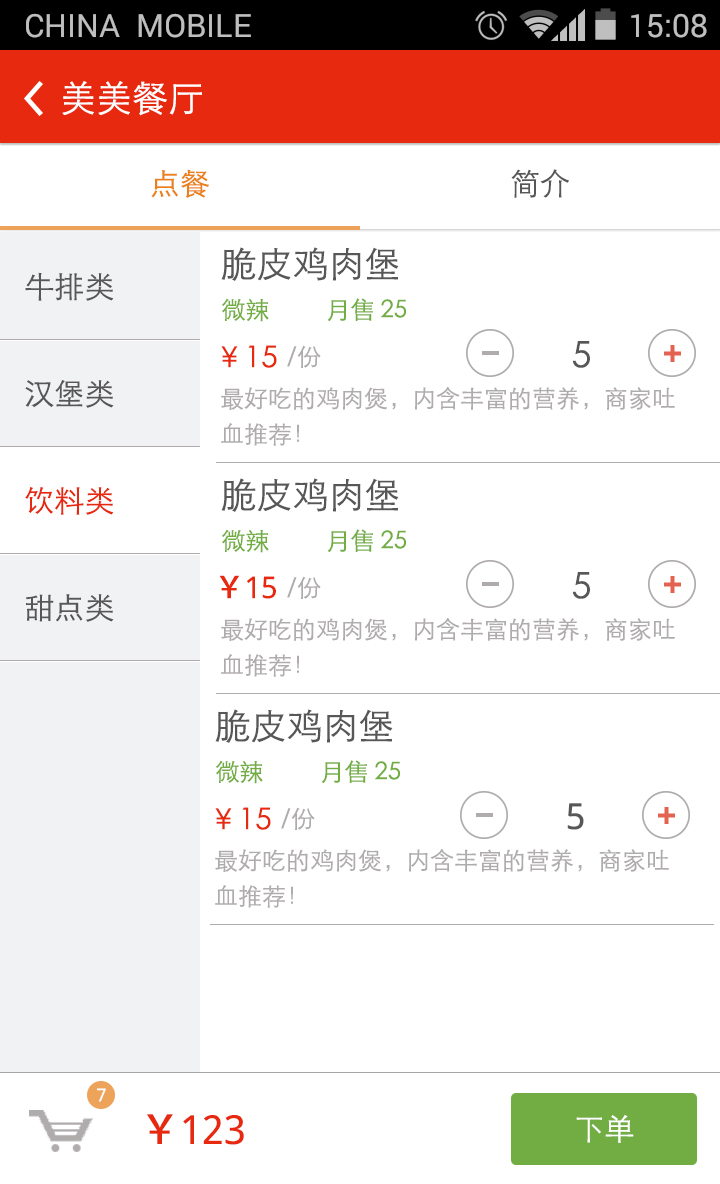 CHINA MOBILE 15:08
美美餐厅
点餐 简介
牛排类
汉堡类
饮料类
甜点类
脆皮鸡肉堡
微辣 月售 25
¥ 15 /份 5
最好吃的鸡肉煲，内含丰富的营养，商家吐
血推荐！
脆皮鸡肉堡
微辣 月售 25
¥ 15 /份 5
最好吃的鸡肉煲，内含丰富的营养，商家吐
血推荐！
脆皮鸡肉堡
微辣 月售 25
¥ 15 /份 5
最好吃的鸡肉煲，内含丰富的营养，商家吐
血推荐！
7
¥ 123 下单